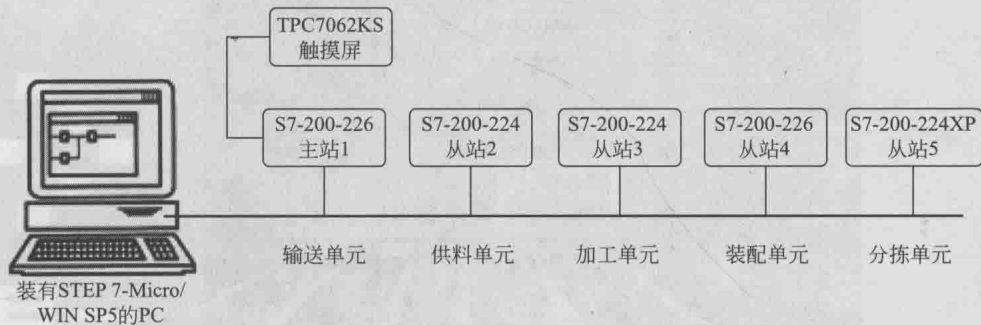 TPC7062KS
触摸屏
S7-200-226
主站1
S7-200-224
从站2
S7-200-224
从站3
S7-200-226
从站4
S7-200-224XP
从站5
输送单元
供料单元
加工单元
装配单元
分拣单元
装有STEP 7-Micro/
WIN SP5的PC